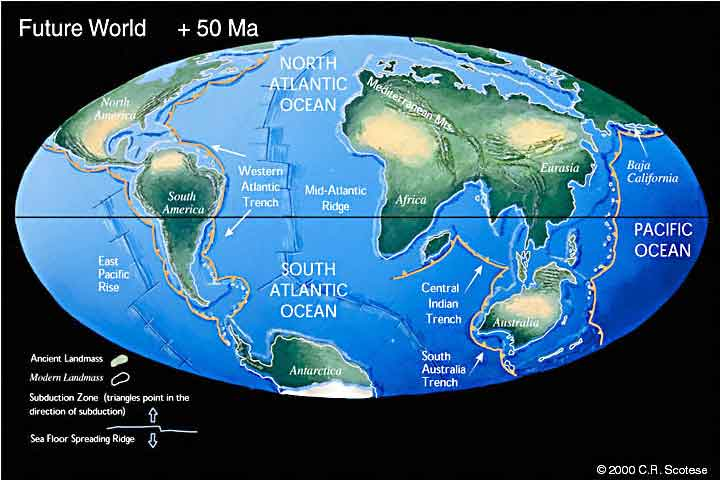 Future World + 50 Ma
NORTH
ATLANTIC
OCEAN
North
America
Mediterranean Mts.
Western
Atlantic
Trench
Mid-Atlantic
Ridge
South
America
Africa
Eurasia
Baja
California
PACIFIC
OCEAN
East
Pacific
Rise
SOUTH
ATLANTIC
OCEAN
Central
Indian
Trench
Australia
South
Australia
Trench
Antarctica
Ancient Landmass
Modern Landmass
Subduction Zone (triangles point in the
direction of subduction)
Sea Floor Spreading Ridge
© 2000 C.R. Scotese